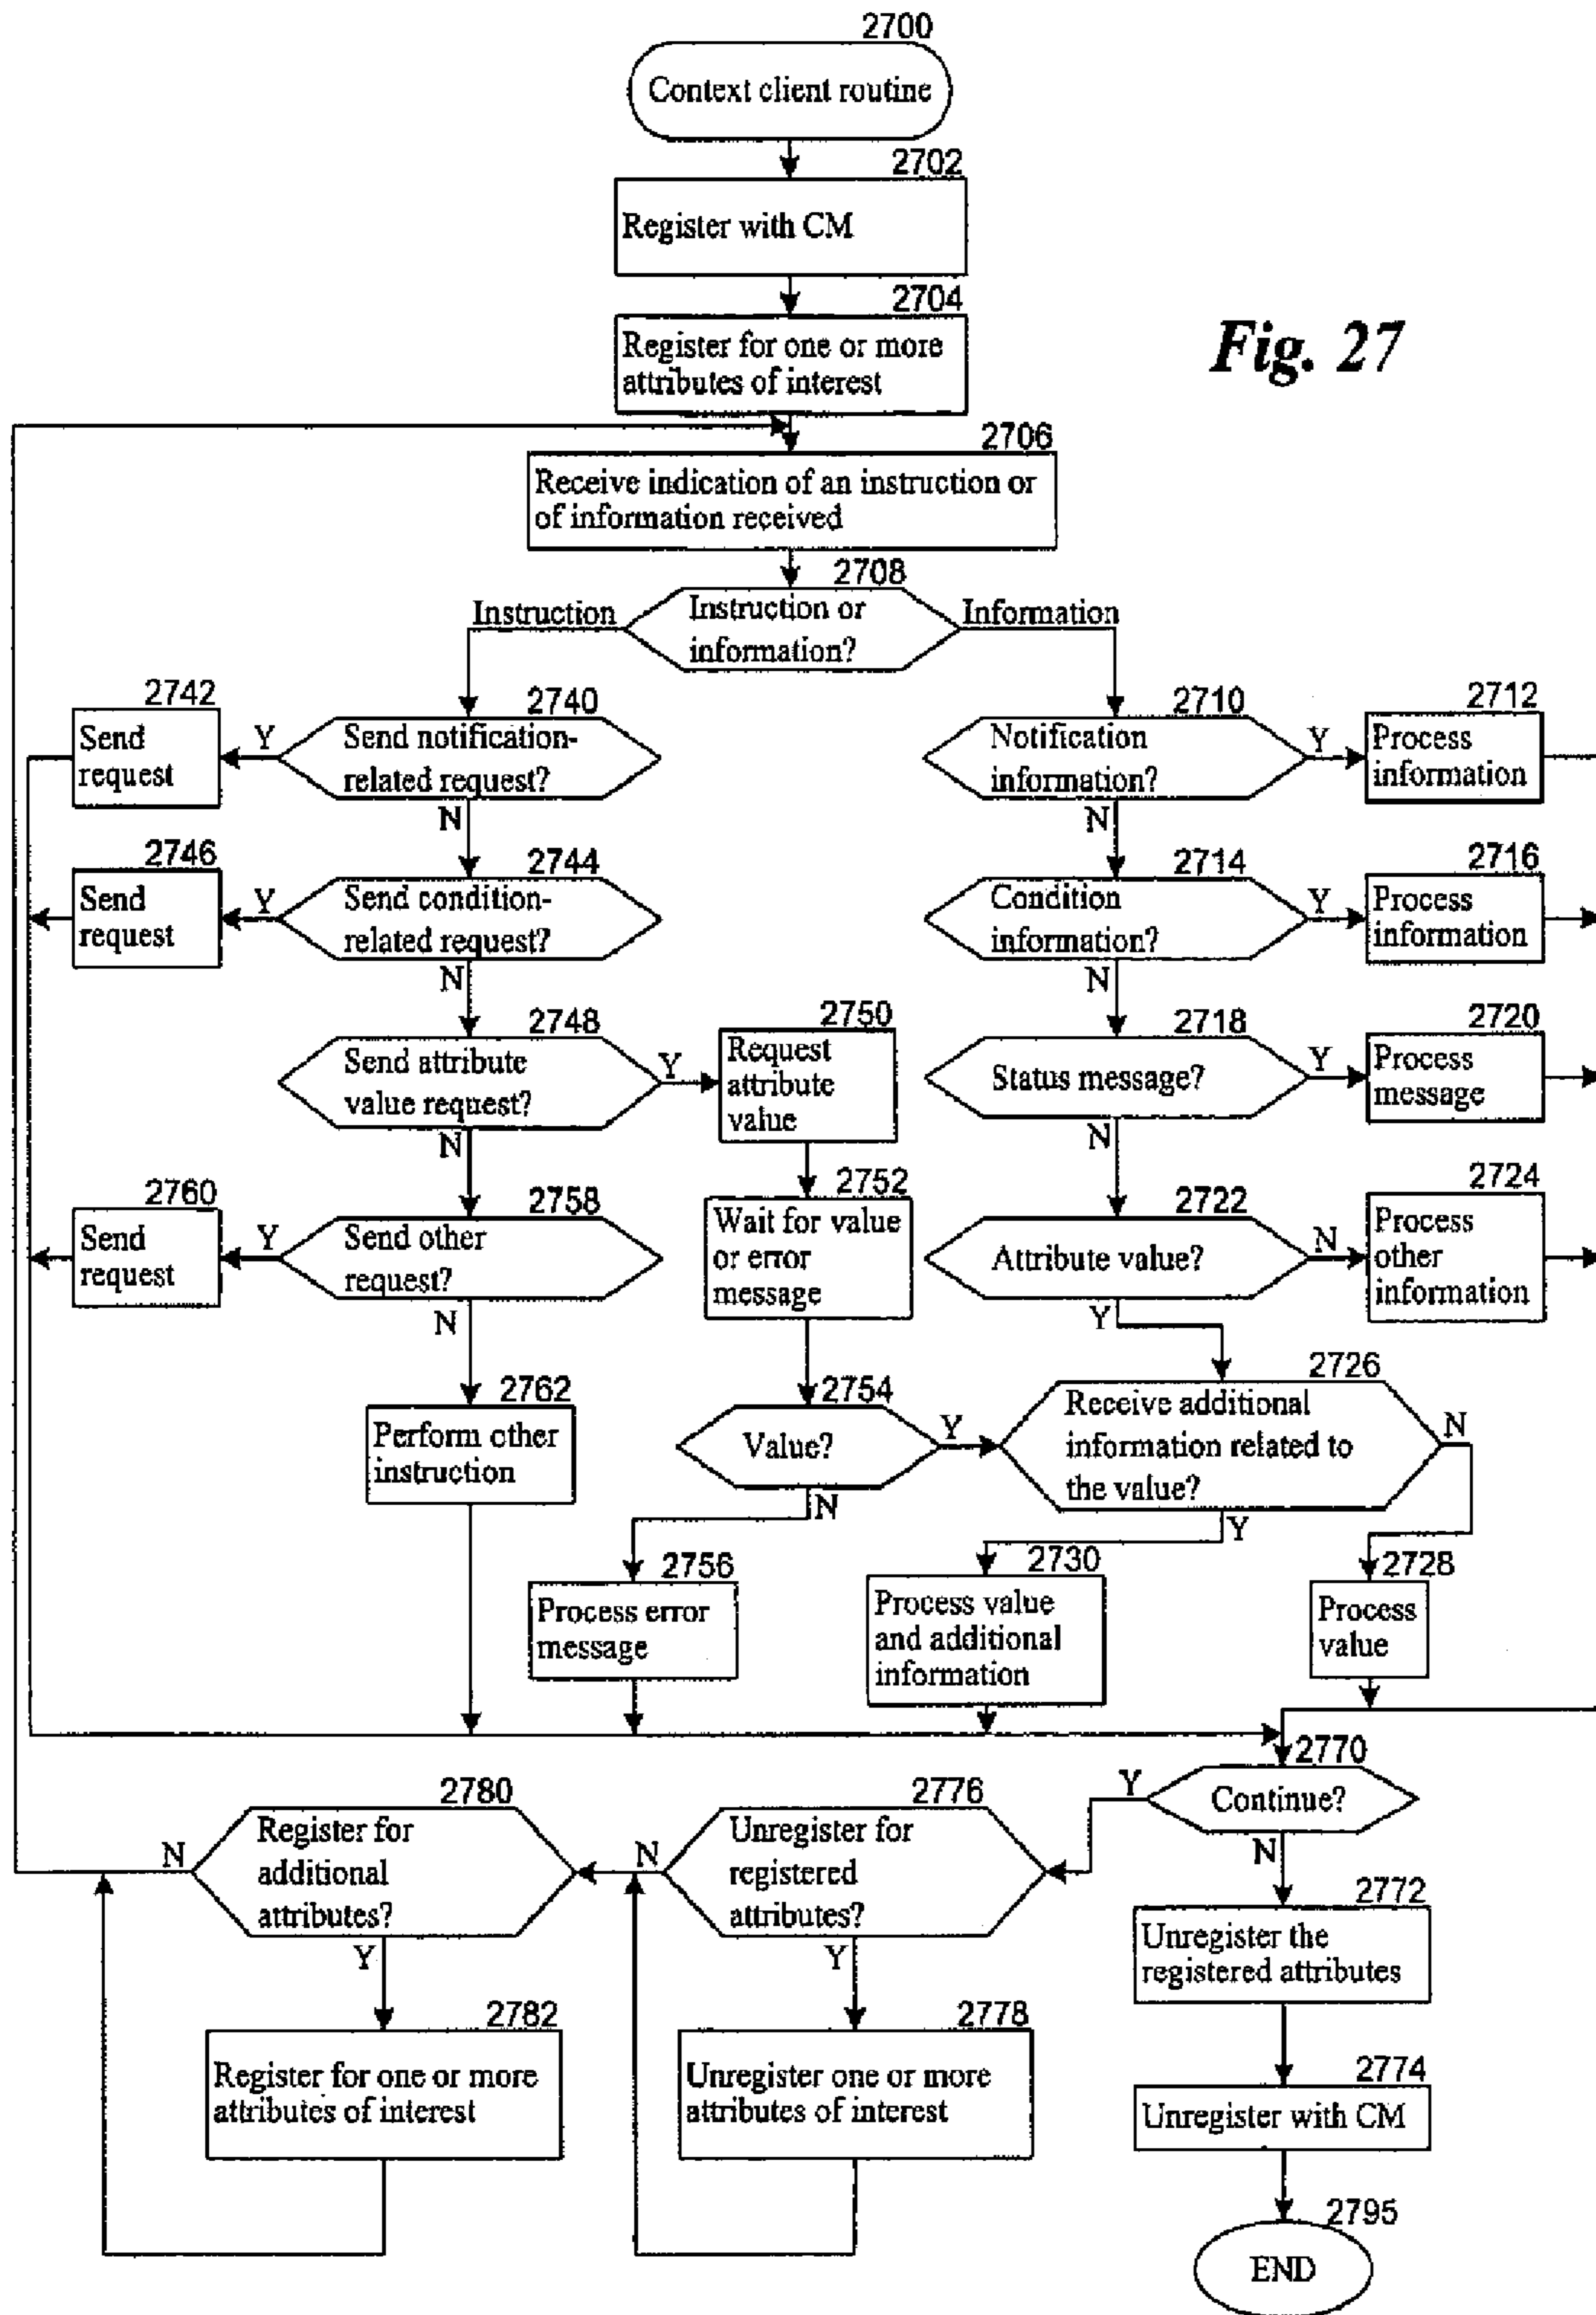 2700
Context client routine
2702
Register with CM
2704
Register for one or more
attributes of interest
Fig. 27
2706
Receive indication of an instruction or
of information received
2708
Instruction or
information?
Instruction
Information
2742
Send
request
Y
2740
Send notification-
related request?
N
2710
Notification
information?
Y
N
2712
Process
information
2746
Send
request
Y
2744
Send condition-
related request?
N
2714
Condition
information?
Y
N
2716
Process
information
2748
Send attribute
value request?
Y
N
2750
Request
attribute
value
2718
Status message?
Y
N
2720
Process
message
2760
Send
request
Y
2758
Send other
request?
N
2752
Wait for value
or error
message
2722
Attribute value?
N
Y
2724
Process
other
information
2762
Perform other
instruction
2754
Value?
Y
N
2726
Receive additional
information related to
the value?
N
Y
2756
Process error
message
2730
Process value
and additional
information
2728
Process
value
2770
Continue?
Y
N
2780
Register for
additional
attributes?
N
Y
2776
Unregister for
registered
attributes?
N
Y
2772
Unregister the
registered attributes
2782
Register for one or more
attributes of interest
2778
Unregister one or more
attributes of interest
2774
Unregister with CM
2795
END